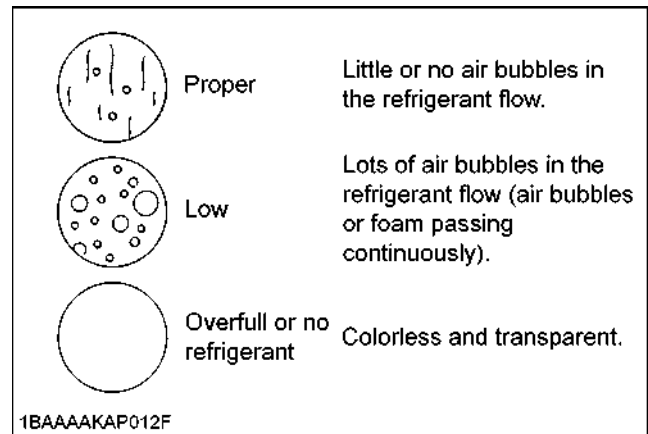 Proper
Little or no air bubbles in
the refrigerant flow.
Low
Lots of air bubbles in the
refrigerant flow (air bubbles
or foam passing
continuously).
Overfull or no
refrigerant
Colorless and transparent.
1BAAAAKAP012F